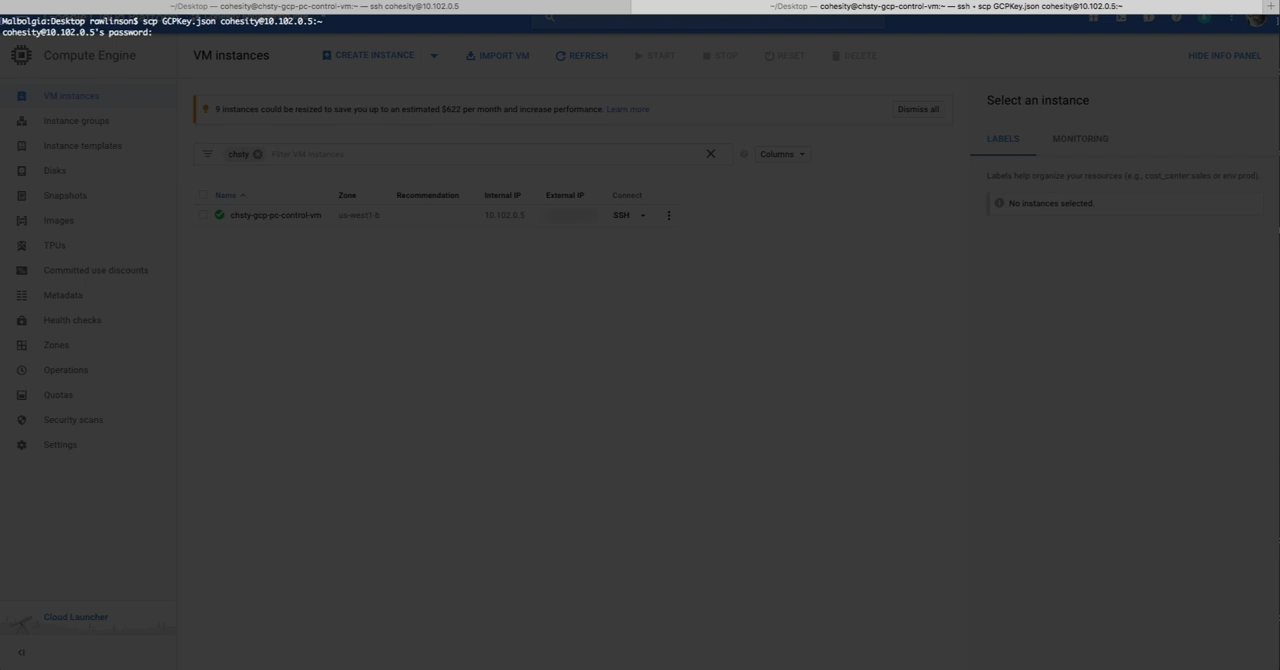 ~/Desktop — cohesity@chsty-gcp-pc-control-vm:~ — ssh cohesity@10.102.0.5
~/Desktop — cohesity@chsty-gcp-control-vm:~ — ssh • scp GCPKey.json cohesity@10.102.0.5:~
Malbolgia:Desktop rawlinson$ scp GCPKey.json cohesity@10.102.0.5:~
cohesity@10.102.0.5's password:
Compute Engine
VM instances
CREATE INSTANCE
IMPORT VM
REFRESH
START
STOP
RESET
DELETE
HIDE INFO PANEL
VM instances
Instance groups
Instance templates
Disks
Snapshots
Images
TPUs
Committed use discounts
Metadata
Health checks
Zones
Operations
Quotas
Security scans
Settings
Cloud Launcher
9 instances could be resized to save you up to an estimated $622 per month and increase performance. Learn more
Dismiss all
chsty
Filter VM instances
Columns
Name Zone Recommendation Internal IP External IP Connect
chsty-gcp-pc-control-vm us-west1-b 10.102.0.5 SSH
Select an instance
LABELS MONITORING
Labels help organize your resources (e.g., cost_center:sales or env:prod).
No instances selected.